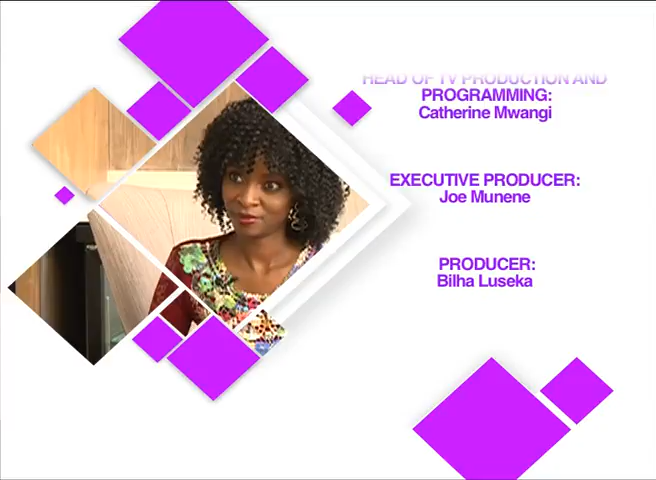 HEAD OF TV PRODUCTION AND
PROGRAMMING:
Catherine Mwangi
EXECUTIVE PRODUCER:
Joe Munene
PRODUCER:
Bilha Luseka